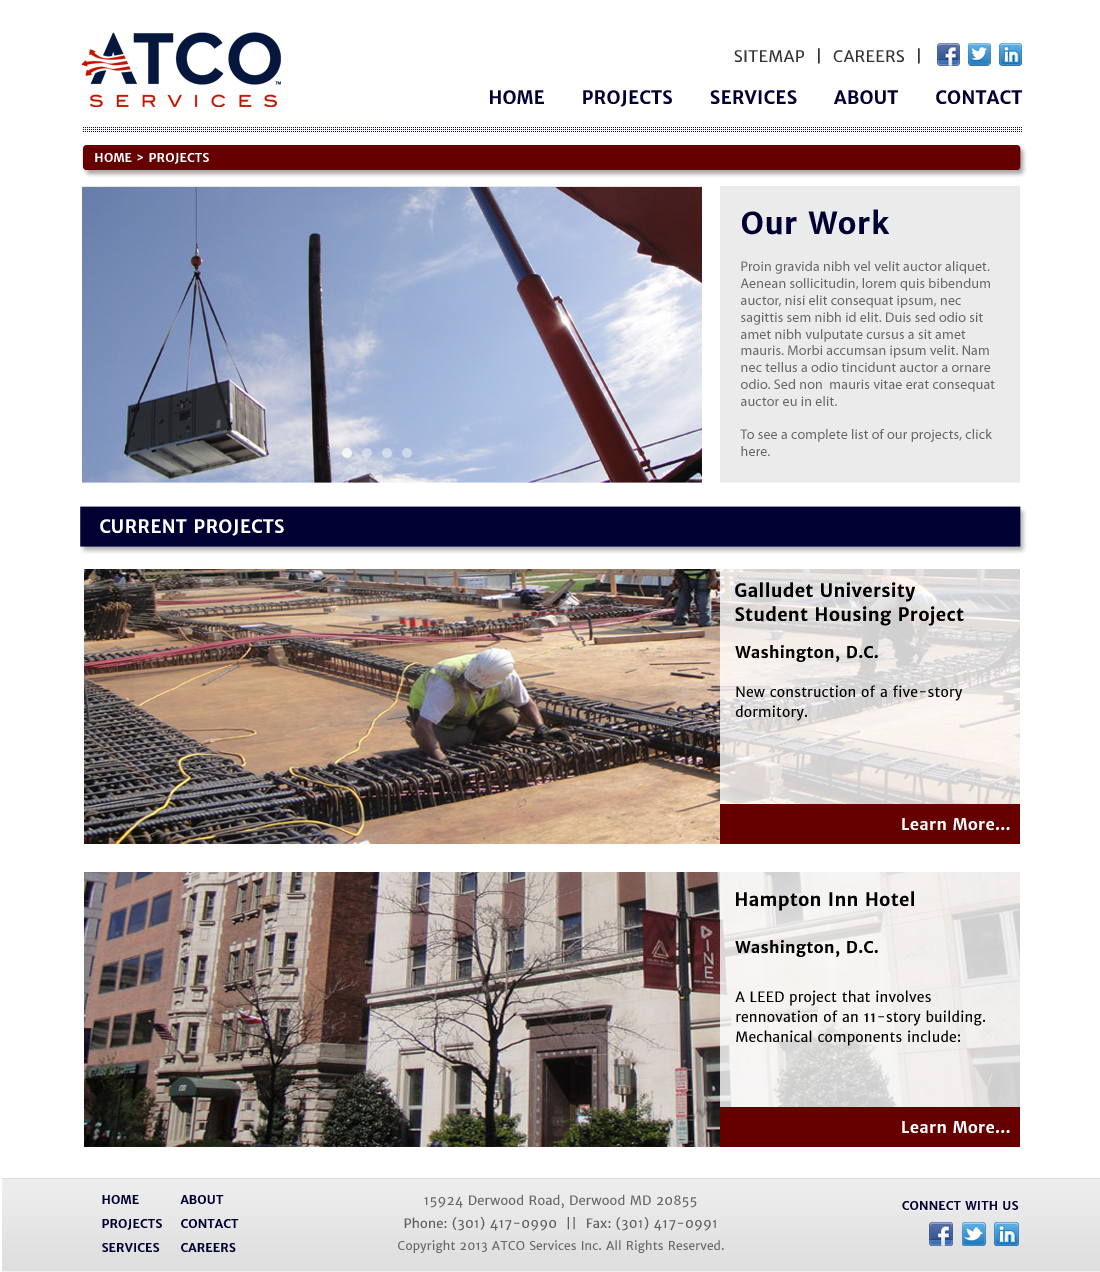 ATCO
SERVICES
SITEMAP | CAREERS |
HOME PROJECTS SERVICES ABOUT CONTACT
HOME > PROJECTS
Our Work
Proin gravida nibh vel velit auctor aliquet.
Aenean sollicitudin, lorem quis bibendum
auctor, nisi elit consequat ipsum, nec
sagittis sem nibh id elit. Duis sed odio sit
amet nibh vulputate cursus a sit amet
mauris. Morbi accumsan ipsum velit. Nam
nec tellus a odio tincidunt auctor a ornare
odio. Sed non mauris vitae erat consequat
auctor eu in elit.
To see a complete list of our projects, click
here.
CURRENT PROJECTS
Galludet University
Student Housing Project
Washington, D.C.
New construction of a five-story
dormitory.
Learn More...
DINE
Hampton Inn Hotel
Washington, D.C.
A LEED project that involves
rennovation of an 11-story building.
Mechanical components include:
Learn More...
HOME ABOUT
PROJECTS CONTACT
SERVICES CAREERS
15924 Derwood Road, Derwood MD 20855
Phone: (301) 417-0990 || Fax: (301) 417-0991
Copyright 2013 ATCO Services Inc. All Rights Reserved.
CONNECT WITH US